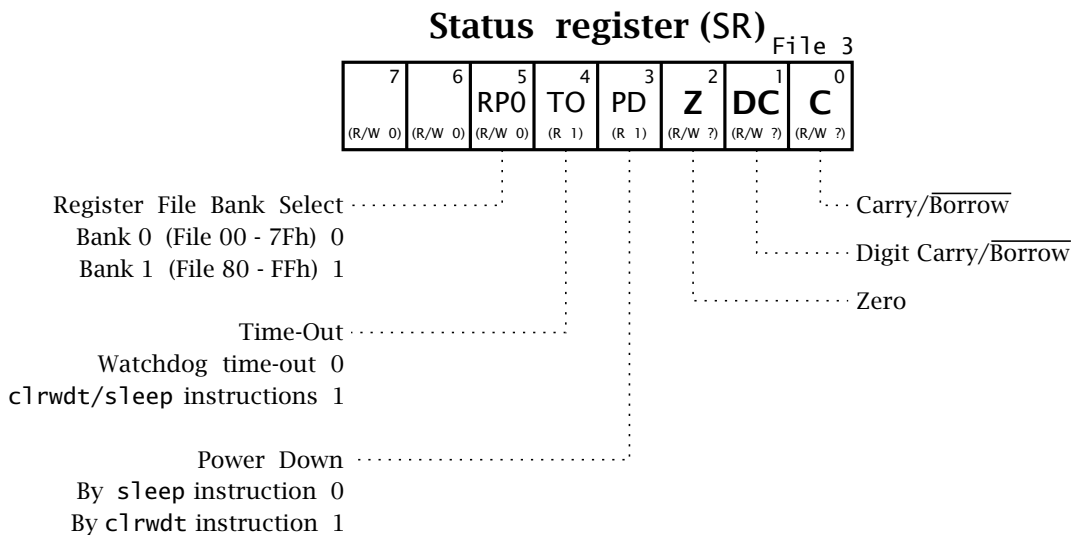 Status register (SR)
File 3
7 6 5 4 3 2 1 0
RP0 TO PD Z DC C
(R/W 0) (R/W 0) (R/W 0) (R 1) (R 1) (R/W ?) (R/W ?) (R/W ?)
Register File Bank Select
Bank 0 (File 00 - 7Fh) 0
Bank 1 (File 80 - FFh) 1
Carry/Borrow
Digit Carry/Borrow
Zero
Time-Out
Watchdog time-out 0
clrwdt/sleep instructions 1
Power Down
By sleep instruction 0
By clrwdt instruction 1